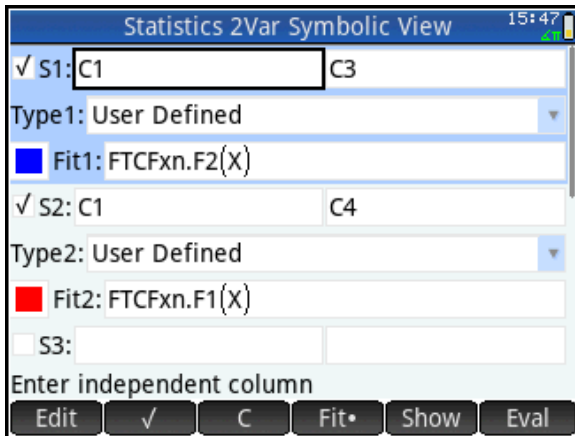 Statistics 2Var Symbolic View 15:47
∡π
√ S1: C1 C3
Type1: User Defined
Fit1: FTCFxn.F2(X)
√ S2: C1 C4
Type2: User Defined
Fit2: FTCFxn.F1(X)
S3:
Enter independent column
Edit √ C Fit• Show Eval